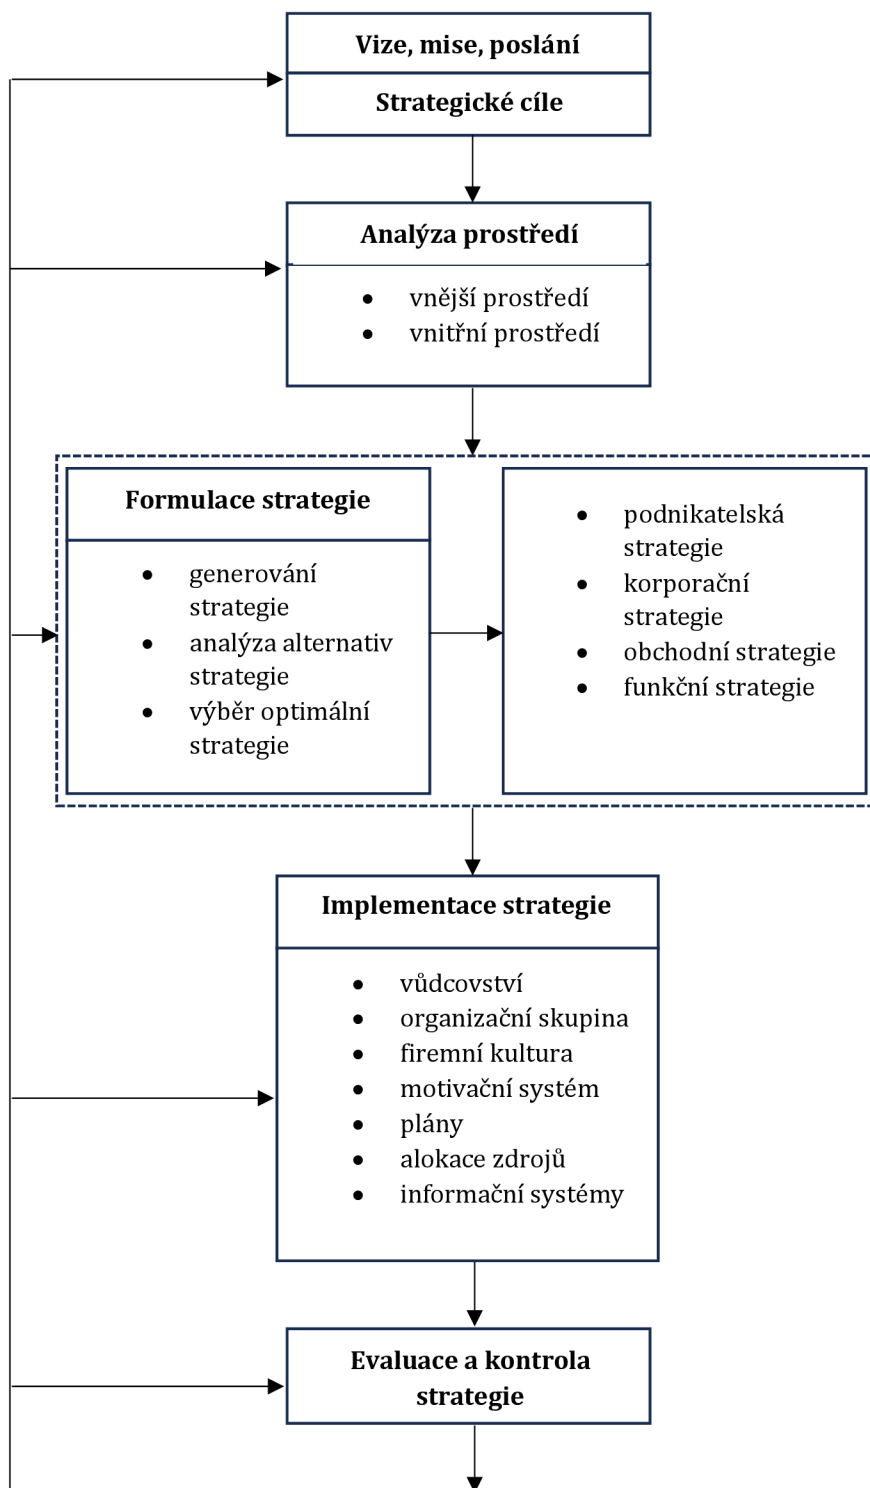 Vize, mise, poslání
Strategické cíle
Analýza prostředí
• vnější prostředí
• vnitřní prostředí
Formulace strategie
• generování
strategie
• analýza alternativ
strategie
• výběr optimální
strategie
• podnikatelská
strategie
• korporační
strategie
• obchodní strategie
• funkční strategie
Implementace strategie
• vůdcovství
• organizační skupina
• firemní kultura
• motivační systém
• plány
• alokace zdrojů
• informační systémy
Evaluace a kontrola
strategie